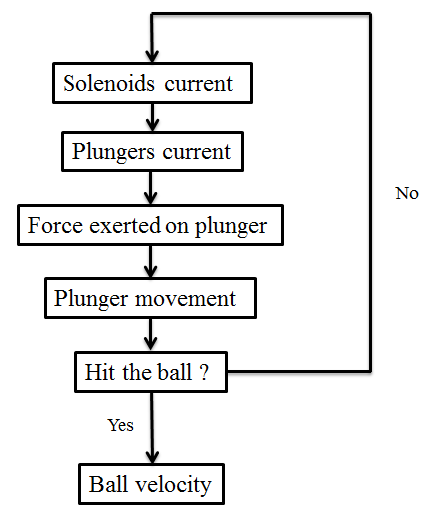 Solenoids current
Plungers current
Force exerted on plunger
Plunger movement
Hit the ball ?
No
Yes
Ball velocity